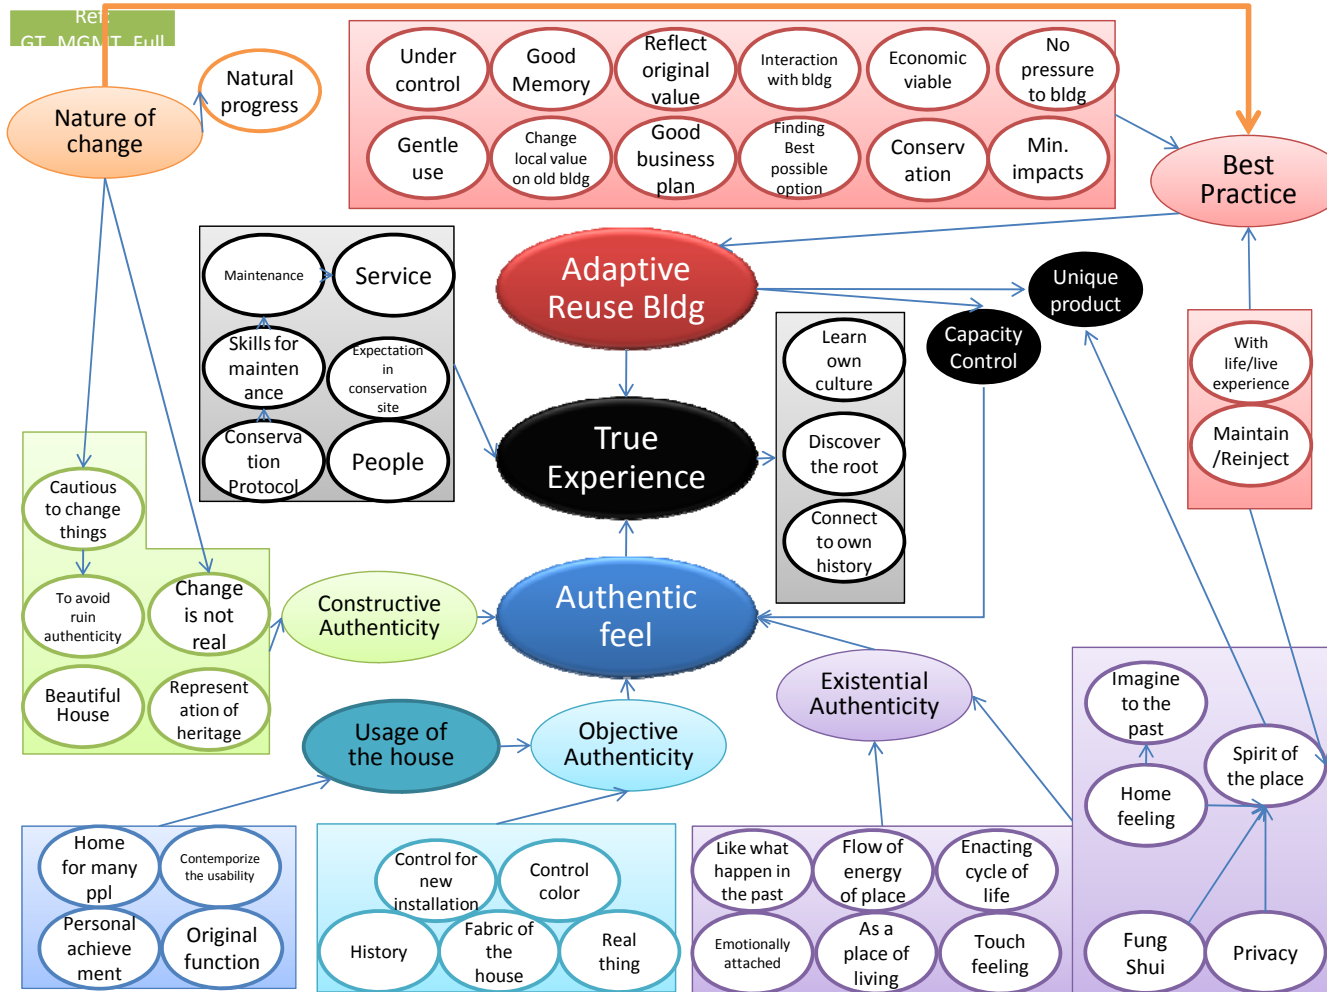 Ref:
GT_MGMT_Full
Nature of
change
Natural
progress
Under
control
Good
Memory
Reflect
original
value
Interaction
with bldg
Economic
viable
No
pressure
to bldg
Gentle
use
Change
local value
on old bldg
Good
business
plan
Finding
Best
possible
option
Conserv
ation
Min.
impacts
Best
Practice
Maintenance
Service
Skills for
mainten
ance
Expectation
in
conservation
site
Conserva
tion
Protocol
People
Adaptive
Reuse Bldg
True
Experience
Authentic
feel
Unique
product
Capacity
Control
Learn
own
culture
Discover
the root
Connect
to own
history
With
life/live
experience
Maintain
/Reinject
Cautious
to change
things
To avoid
ruin
authenticity
Change
is not
real
Beautiful
House
Represent
ation of
heritage
Constructive
Authenticity
Usage of
the house
Objective
Authenticity
Existential
Authenticity
Imagine
to the
past
Home
feeling
Spirit of
the place
Fung
Shui
Privacy
Home
for many
ppl
Contemporize
the usability
Personal
achieve
ment
Original
function
Control for
new
installation
Control
color
History
Fabric of
the
house
Real
thing
Like what
happen in
the past
Flow of
energy
of place
Enacting
cycle of
life
Emotionally
attached
As a
place of
living
Touch
feeling